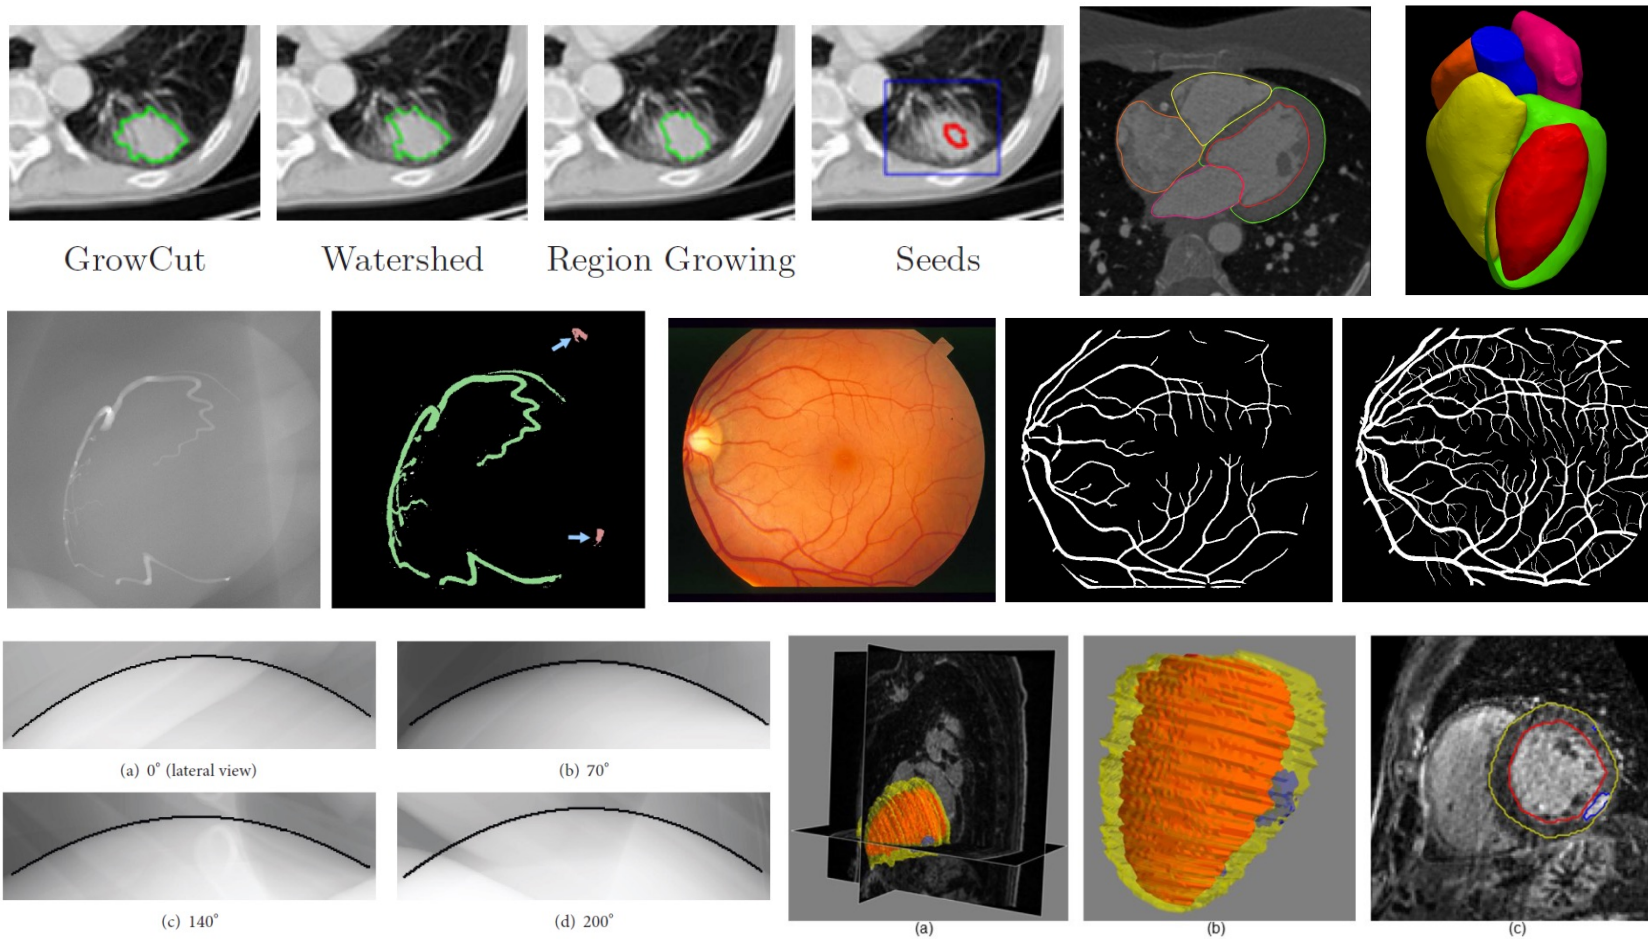 GrowCut
Watershed
Region Growing
Seeds
(a) 0° (lateral view)
(b) 70°
(c) 140°
(d) 200°
(a)
(b)
(c)